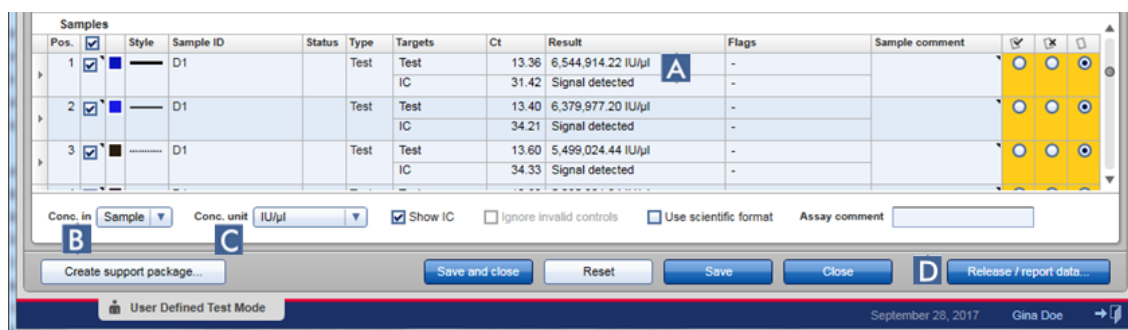 Samples
Pos. Style Sample ID Status Type Targets Ct Result Flags Sample comment
1 D1 Test Test 13.36 6,544,914.22 IU/µl A -
IC 31.42 Signal detected -
2 D1 Test Test 13.40 6,379,977.20 IU/µl -
IC 34.21 Signal detected -
3 D1 Test Test 13.60 5,499,024.44 IU/µl -
IC 34.33 Signal detected -
Conc. in Sample Conc. unit IU/µl Show IC Ignore invalid controls Use scientific format Assay comment
B C
Create support package... Save and close Reset Save Close D Release / report data...
User Defined Test Mode September 28, 2017 Gina Doe